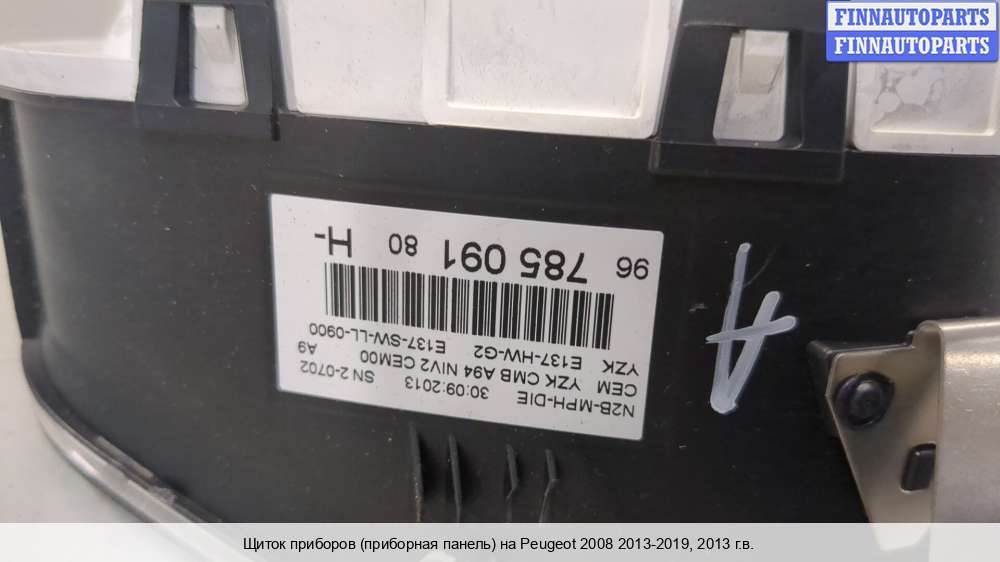 FINNAUTOPARTS
FINNAUTOPARTS
96 785 091 80 H-
YZK E137-HW-G2 E137-SW-LL-0900
CEM YZK CMB A94 NIV2 CEM00 A9
30:09:2013 SN 2-0702
N2B-MPH-DIE
A
Щиток приборов (приборная панель) на Peugeot 2008 2013-2019, 2013 г.в.